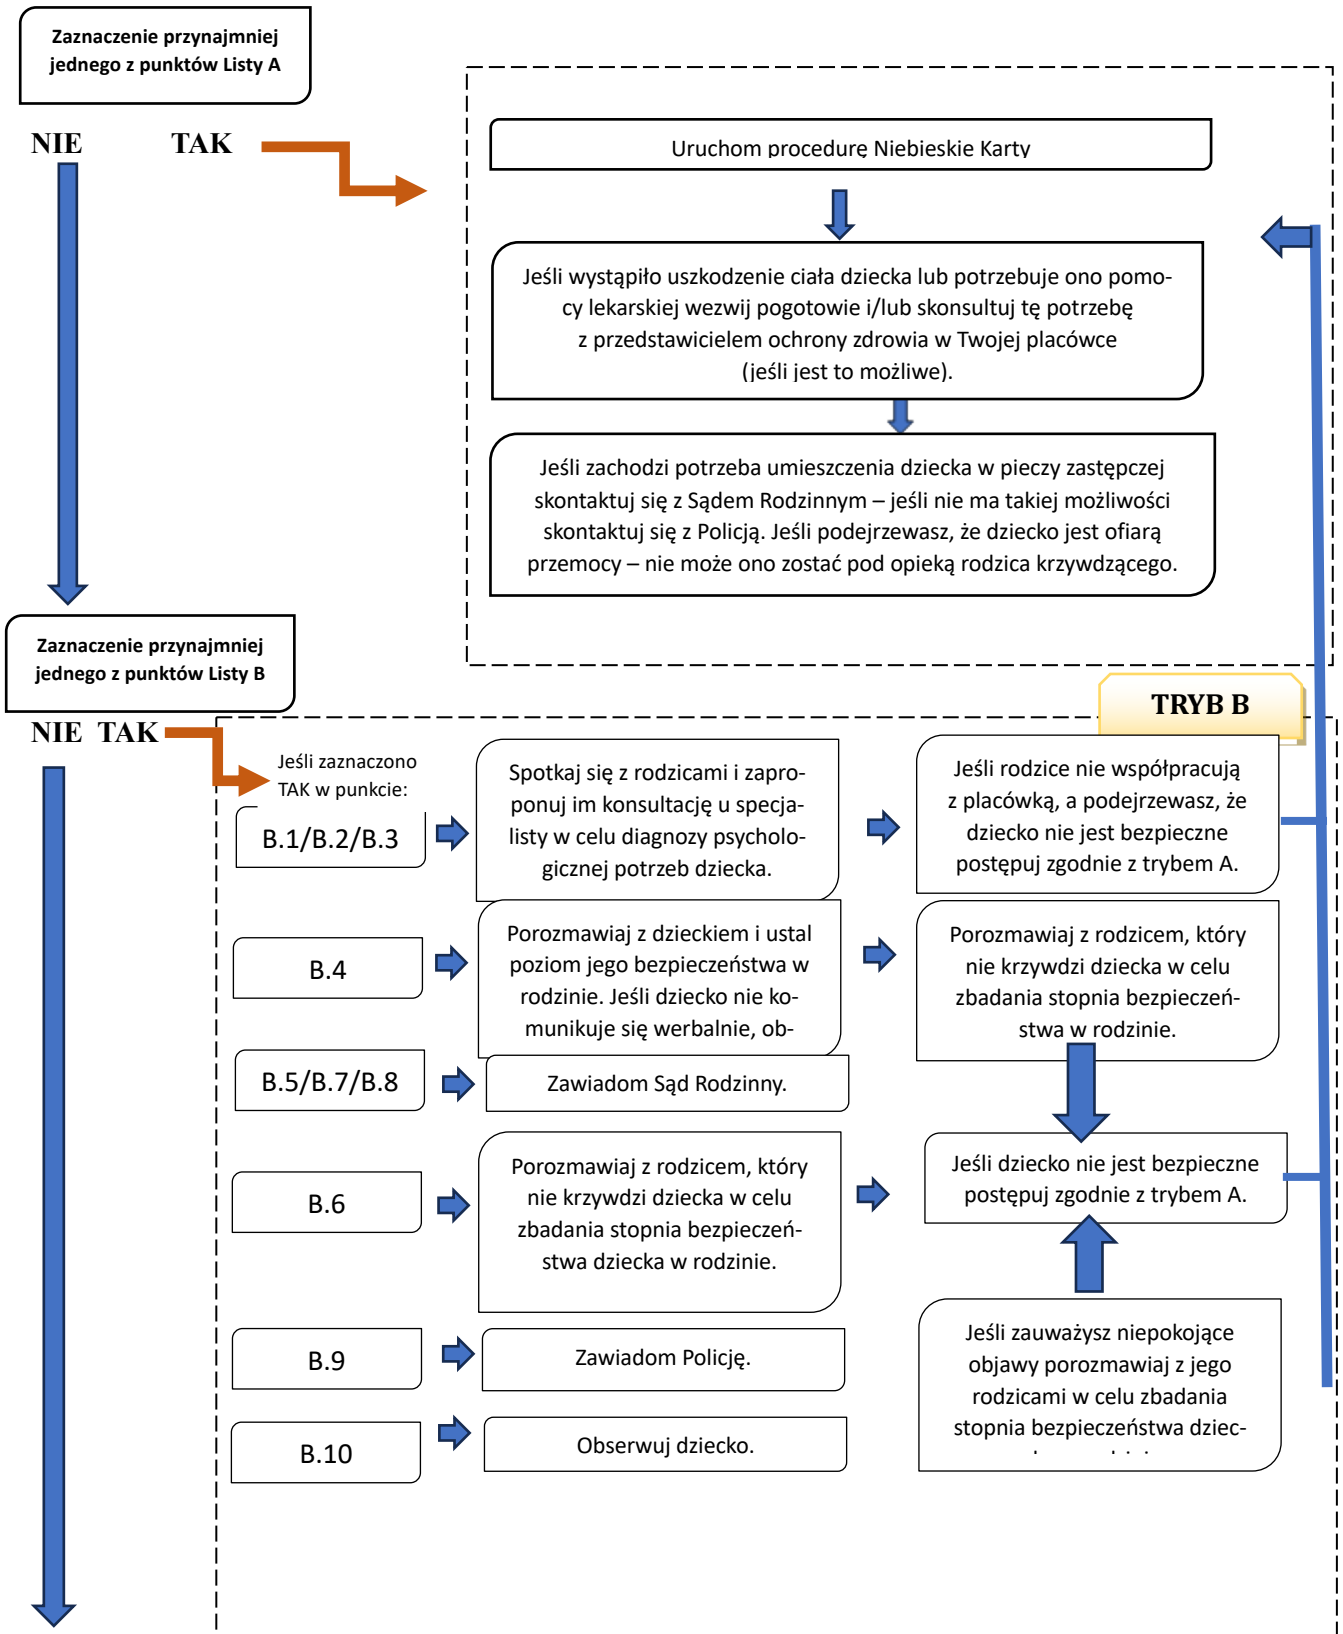 Zaznaczenie przynajmniej
jednego z punktów Listy A
NIE TAK
Uruchom procedurę Niebieskie Karty
Jeśli wystąpiło uszkodzenie ciała dziecka lub potrzebuje ono pomo-
cy lekarskiej wezwij pogotowie i/lub skonsultuj tę potrzebę
z przedstawicielem ochrony zdrowia w Twojej placówce
(jeśli jest to możliwe).
Jeśli zachodzi potrzeba umieszczenia dziecka w pieczy zastępczej
skontaktuj się z Sądem Rodzinnym – jeśli nie ma takiej możliwości
skontaktuj się z Policją. Jeśli podejrzewasz, że dziecko jest ofiarą
przemocy – nie może ono zostać pod opieką rodzica krzywdzącego.
Zaznaczenie przynajmniej
jednego z punktów Listy B
NIE TAK
TRYB B
Jeśli zaznaczono
TAK w punkcie:
B.1/B.2/B.3
Spotkaj się z rodzicami i zapro-
ponuj im konsultację u specja-
listy w celu diagnozy psycholo-
gicznej potrzeb dziecka.
Jeśli rodzice nie współpracują
z placówką, a podejrzewasz, że
dziecko nie jest bezpieczne
postępuj zgodnie z trybem A.
B.4
Porozmawiaj z dzieckiem i ustal
poziom jego bezpieczeństwa w
rodzinie. Jeśli dziecko nie ko-
munikuje się werbalnie, ob-
Porozmawiaj z rodzicem, który
nie krzywdzi dziecka w celu
zbadania stopnia bezpieczeń-
stwa w rodzinie.
B.5/B.7/B.8
Zawiadom Sąd Rodzinny.
B.6
Porozmawiaj z rodzicem, który
nie krzywdzi dziecka w celu
zbadania stopnia bezpieczeń-
stwa dziecka w rodzinie.
Jeśli dziecko nie jest bezpieczne
postępuj zgodnie z trybem A.
B.9
Zawiadom Policję.
B.10
Obserwuj dziecko.
Jeśli zauważysz niepokojące
objawy porozmawiaj z jego
rodzicami w celu zbadania
stopnia bezpieczeństwa dziec-